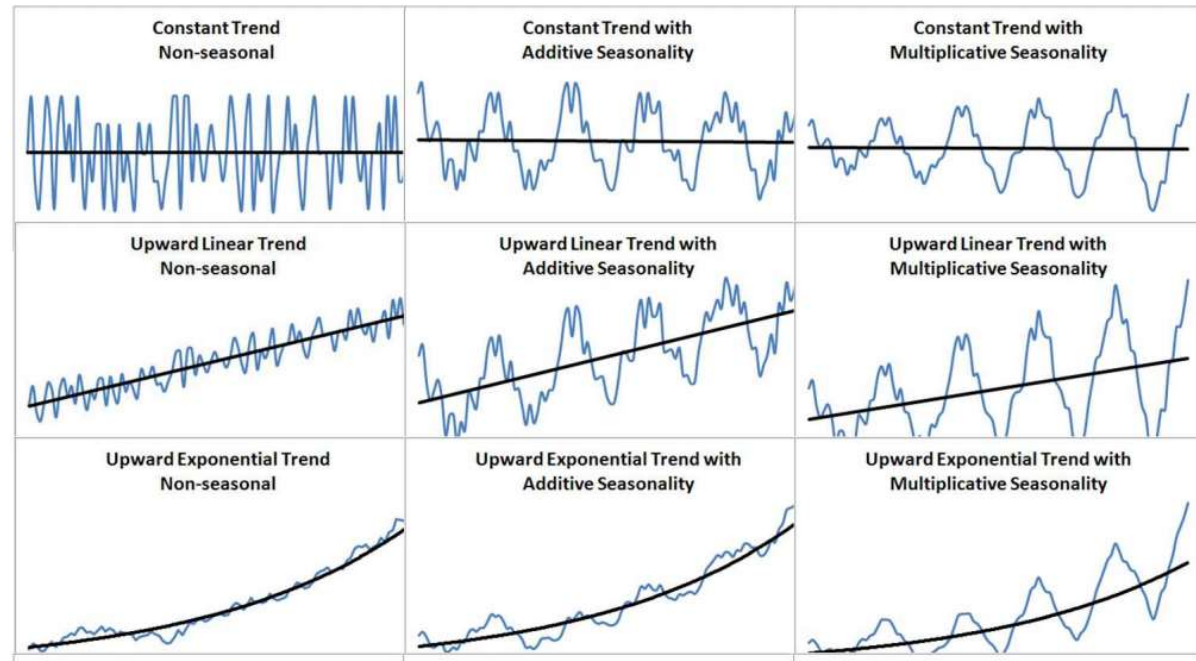 Constant Trend
Non-seasonal
Constant Trend with
Additive Seasonality
Constant Trend with
Multiplicative Seasonality
Upward Linear Trend
Non-seasonal
Upward Linear Trend with
Additive Seasonality
Upward Linear Trend with
Multiplicative Seasonality
Upward Exponential Trend
Non-seasonal
Upward Exponential Trend with
Additive Seasonality
Upward Exponential Trend with
Multiplicative Seasonality